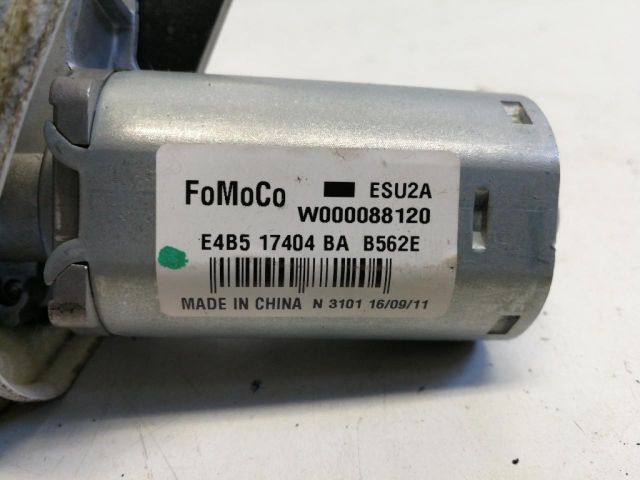 FoMoCo ESU2A
W000088120
E4B5 17404 BA B562E
MADE IN CHINA N 3101 16/09/11